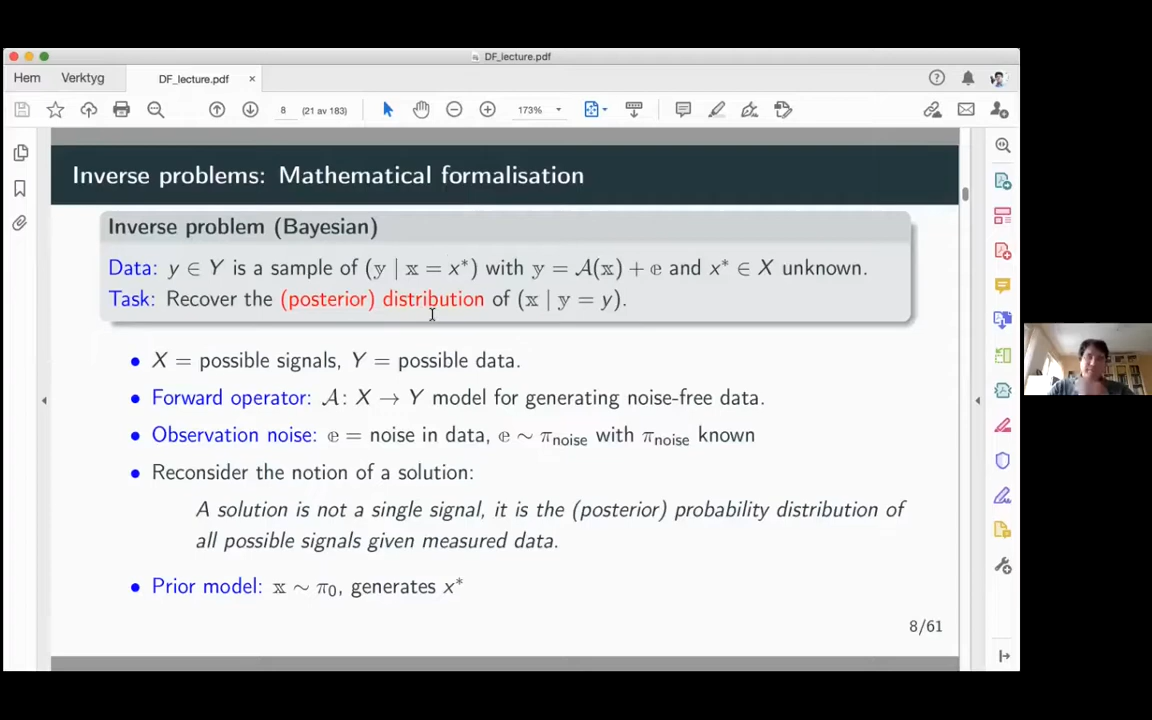 DF_lecture.pdf
Hem Verktyg DF_lecture.pdf ×
8 (21 av 183) 173%
Inverse problems: Mathematical formalisation
Inverse problem (Bayesian)
Data: y ∈ Y is a sample of (𝕪 | 𝕩 = x*) with 𝕪 = 𝒜(𝕩) + 𝕖 and x* ∈ X unknown.
Task: Recover the (posterior) distribution of (𝕩 | 𝕪 = y).
• X = possible signals, Y = possible data.
• Forward operator: 𝒜: X → Y model for generating noise-free data.
• Observation noise: 𝕖 = noise in data, 𝕖 ∼ π_noise with π_noise known
• Reconsider the notion of a solution:
A solution is not a single signal, it is the (posterior) probability distribution of
all possible signals given measured data.
• Prior model: 𝕩 ∼ π₀, generates x*
8/61